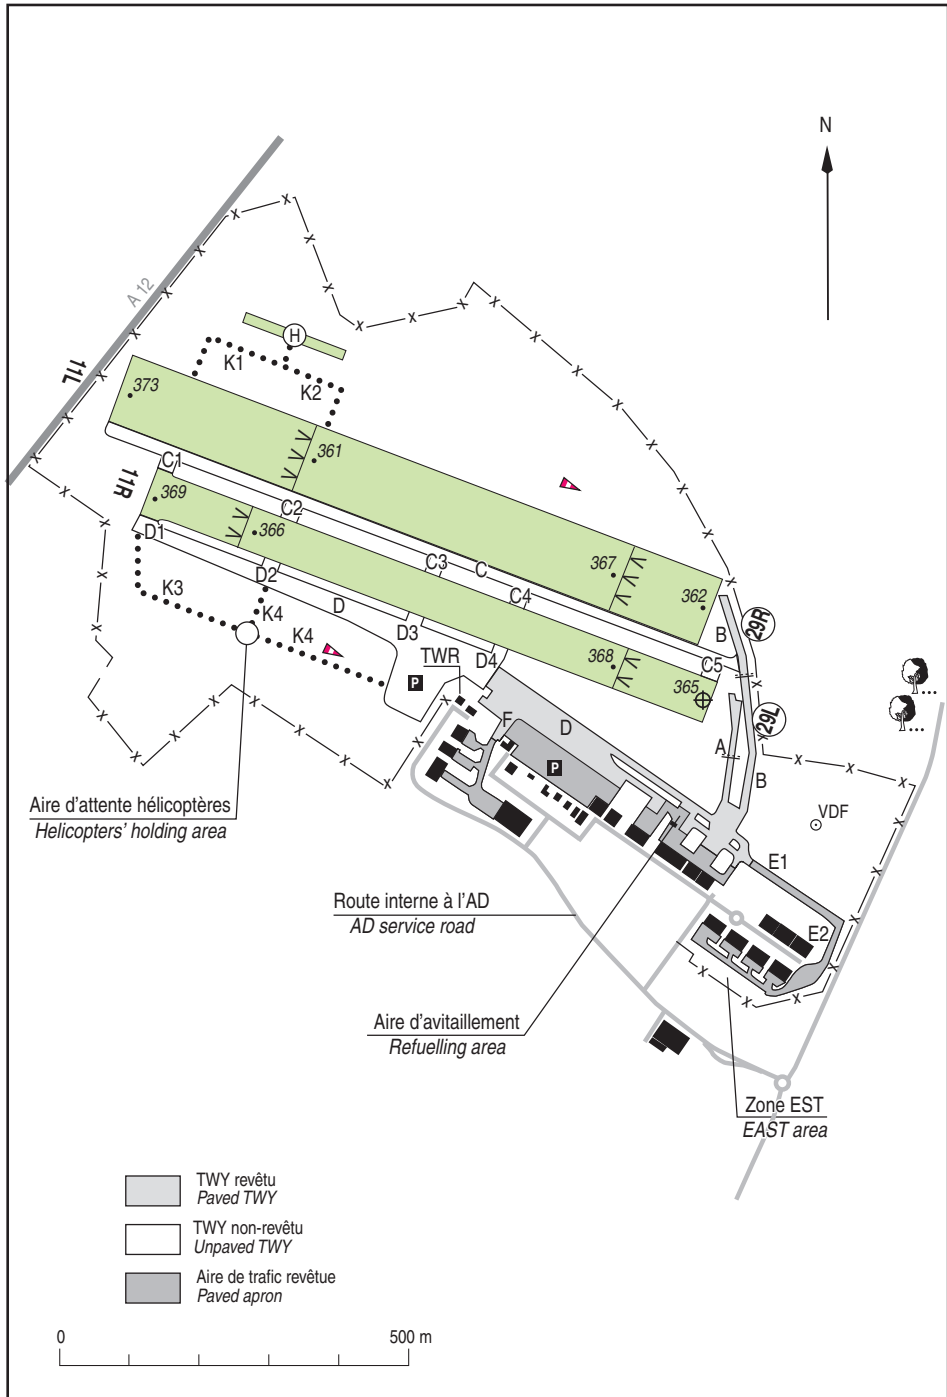 N
A 12
H
K1
11L
K2
373
361
C1
11R
369
C2
366
D1
C3
C
367
D2
C4
362
K3
D
B
29R
K4
K4
D3
TWR
D4
368
C5
365
P
F
D
29L
A
P
B
VDF
Aire d'attente hélicoptères
Helicopters' holding area
E1
Route interne à l'AD
AD service road
E2
Aire d'avitaillement
Refuelling area
Zone EST
EAST area
TWY revêtu
Paved TWY
TWY non-revêtu
Unpaved TWY
Aire de trafic revêtue
Paved apron
0
500 m